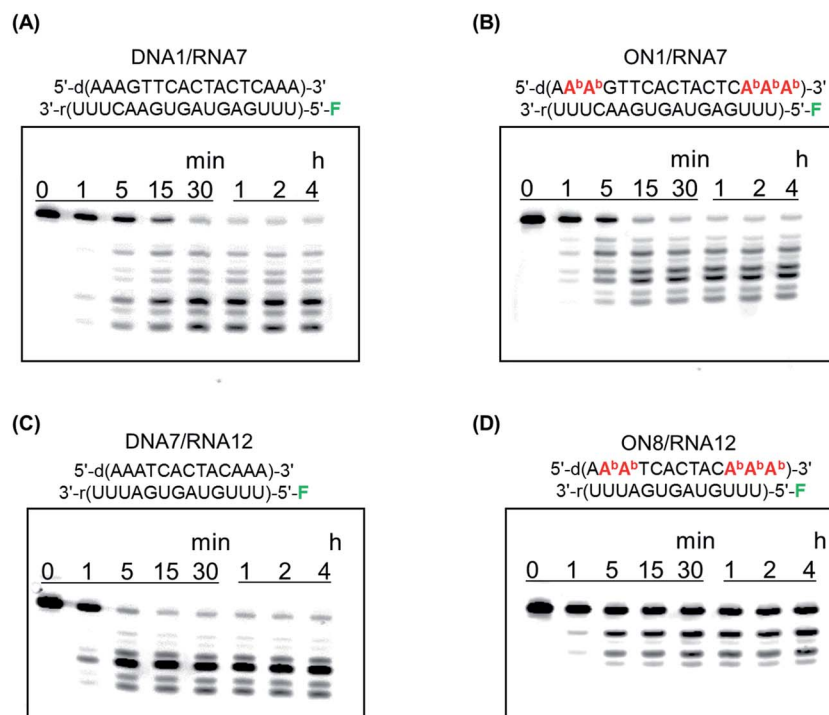 (A)
DNA1/RNA7
5'-d(AAAGTTCACTACTCAAA)-3'
3'-r(UUUCAAGUGAUGAGUUU)-5'-F
min h
0 1 5 15 30 1 2 4
(B)
ON1/RNA7
5'-d(AAᵇAᵇGTTCACTACTCAᵇAᵇAᵇ)-3'
3'-r(UUUCAAGUGAUGAGUUU)-5'-F
min h
0 1 5 15 30 1 2 4
(C)
DNA7/RNA12
5'-d(AAATCACTACAAA)-3'
3'-r(UUUAGUGAUGUUU)-5'-F
min h
0 1 5 15 30 1 2 4
(D)
ON8/RNA12
5'-d(AAᵇAᵇTCACTACAᵇAᵇAᵇ)-3'
3'-r(UUUAGUGAUGUUU)-5'-F
min h
0 1 5 15 30 1 2 4